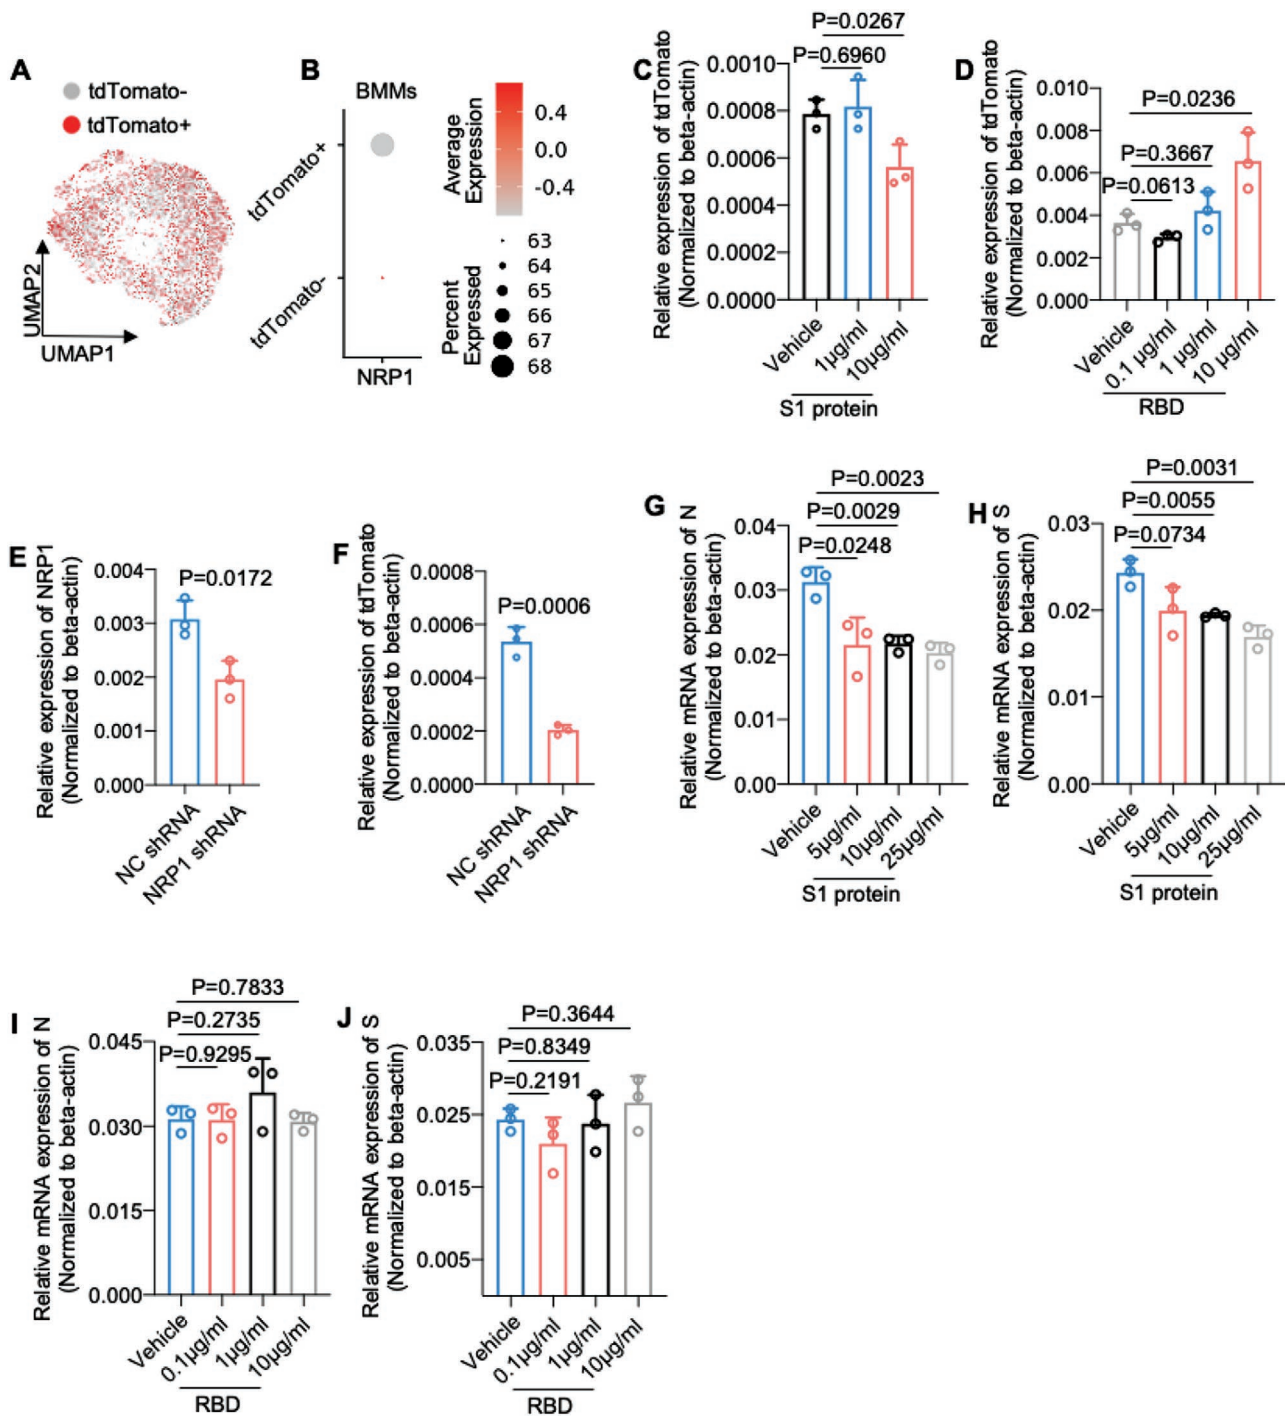 A
tdTomato-
tdTomato+
UMAP2
UMAP1
B
BMMs
tdTomato+
tdTomato-
NRP1
Average
Expression
0.4
0.0
-0.4
Percent
Expressed
63
64
65
66
67
68
C
Relative expression of tdTomato
(Normalized to beta-actin)
P=0.0267
P=0.6960
0.0010
0.0008
0.0006
0.0004
0.0002
0.0000
Vehicle
1µg/ml
10µg/ml
S1 protein
D
Relative expression of tdTomato
(Normalized to beta-actin)
P=0.0236
P=0.3667
P=0.0613
0.010
0.008
0.006
0.004
0.002
0.000
Vehicle
0.1 µg/ml
1 µg/ml
10 µg/ml
RBD
E
Relative expression of NRP1
(Normalized to beta-actin)
P=0.0172
0.004
0.003
0.002
0.001
0.000
NC shRNA
NRP1 shRNA
F
Relative expression of tdTomato
(Normalized to beta-actin)
P=0.0006
0.0008
0.0006
0.0004
0.0002
0.0000
NC shRNA
NRP1 shRNA
G
Relative mRNA expression of N
(Normalized to beta-actin)
P=0.0023
P=0.0029
P=0.0248
0.04
0.03
0.02
0.01
0.00
Vehicle
5µg/ml
10µg/ml
25µg/ml
S1 protein
H
Relative mRNA expression of S
(Normalized to beta-actin)
P=0.0031
P=0.0055
P=0.0734
0.03
0.02
0.01
0.00
Vehicle
5µg/ml
10µg/ml
25µg/ml
S1 protein
I
Relative mRNA expression of N
(Normalized to beta-actin)
P=0.7833
P=0.2735
P=0.9295
0.045
0.030
0.015
0.000
Vehicle
0.1µg/ml
1µg/ml
10µg/ml
RBD
J
Relative mRNA expression of S
(Normalized to beta-actin)
P=0.3644
P=0.8349
P=0.2191
0.035
0.025
0.015
0.005
Vehicle
0.1µg/ml
1µg/ml
10µg/ml
RBD